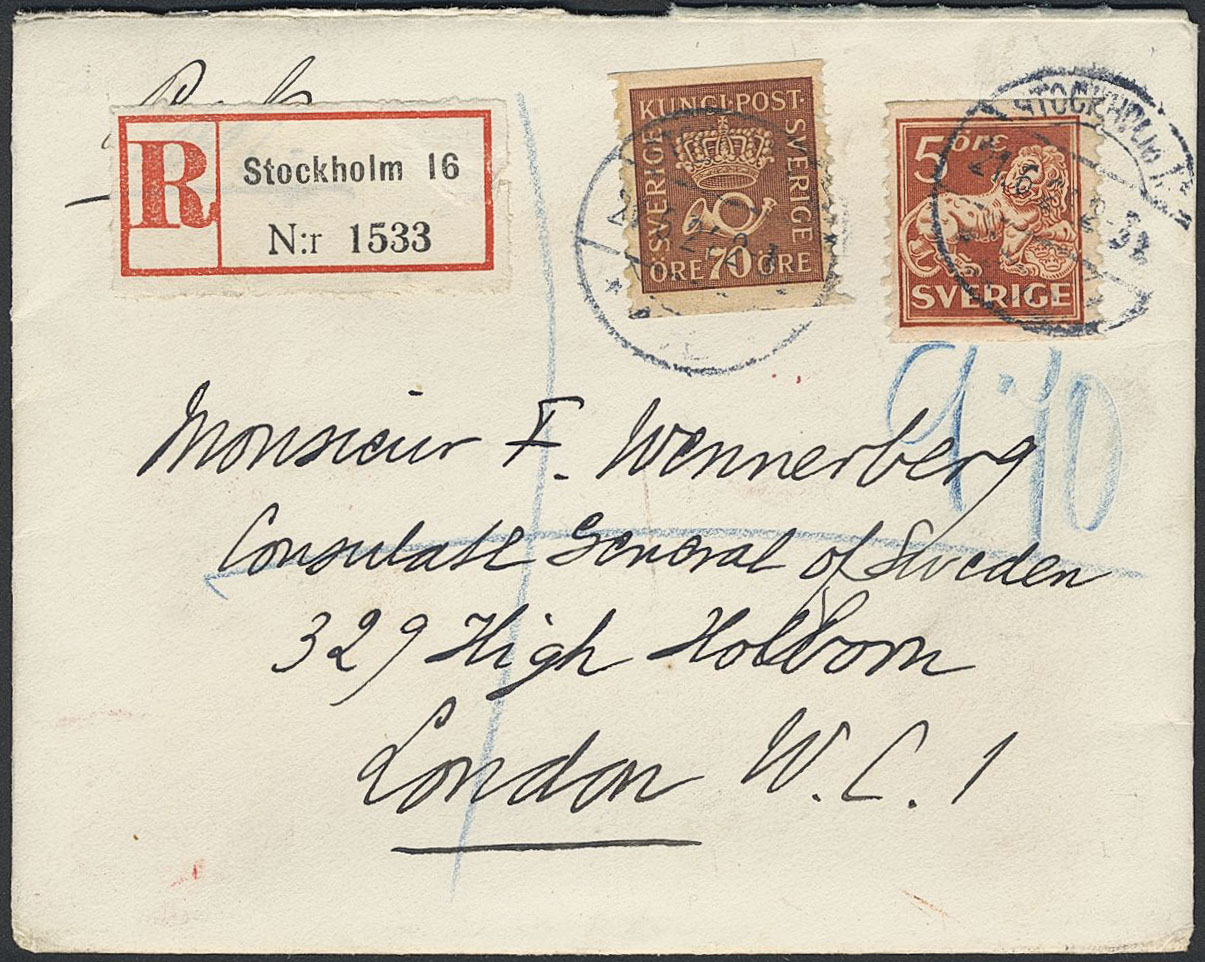 R
Stockholm 16
N:r 1533
KUNGL·POST·
SVERIGE
SVERIGE
ÖRE 70 ÖRE
5 ÖRE
SVERIGE
STOCKHOLM
Monsieur F. Wennerberg
Consulate General of Sweden
329 High Holborn
London W.C.1